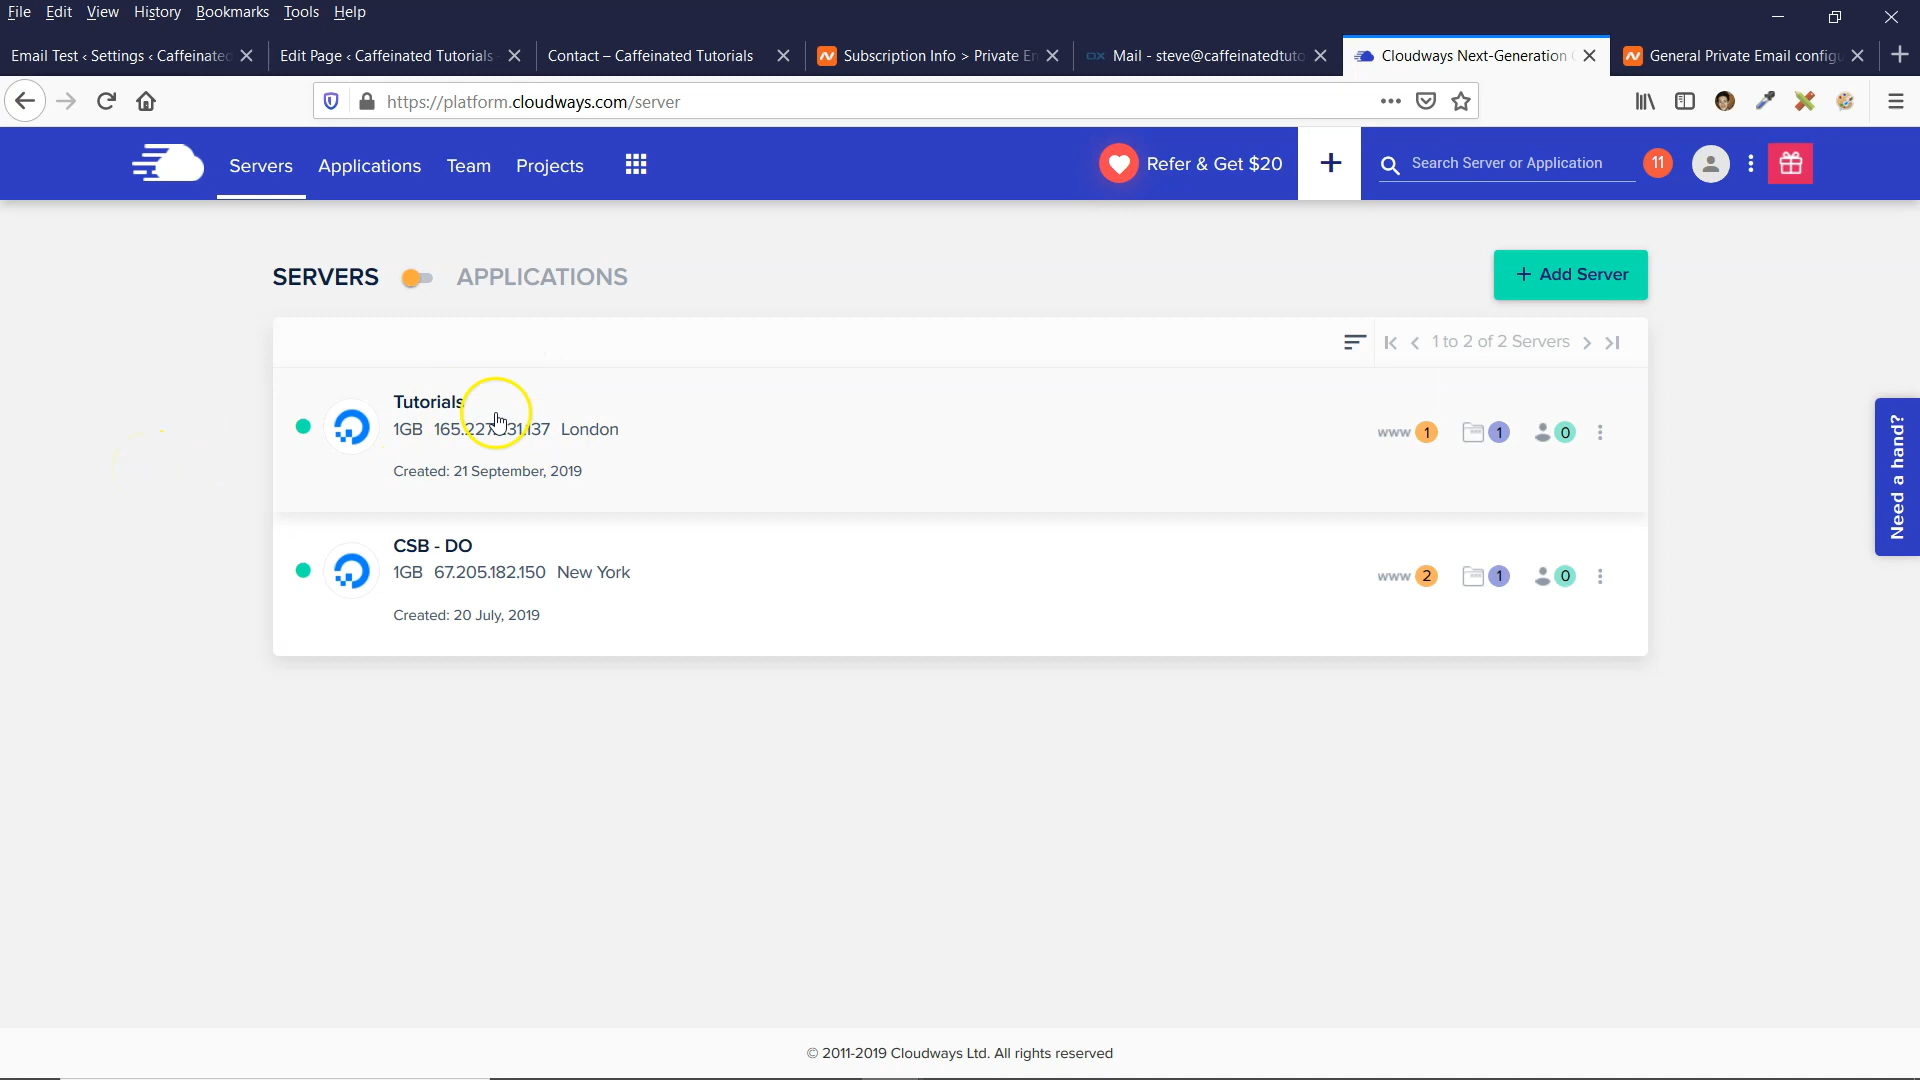 File Edit View History Bookmarks Tools Help
Email Test ‹ Settings ‹ Caffeinated
Edit Page ‹ Caffeinated Tutorials
Contact – Caffeinated Tutorials
Subscription Info > Private Em
Mail - steve@caffeinatedtuto
Cloudways Next-Generation
General Private Email configu
https://platform.cloudways.com/server
Servers Applications Team Projects
Refer & Get $20
+
Search Server or Application
11
SERVERS APPLICATIONS
+ Add Server
1 to 2 of 2 Servers
Tutorials
1GB London
Created: 21 September, 2019
www 1 1 0
CSB - DO
1GB 67.205.182.150 New York
Created: 20 July, 2019
www 2 1 0
Need a hand?
© 2011-2019 Cloudways Ltd. All rights reserved